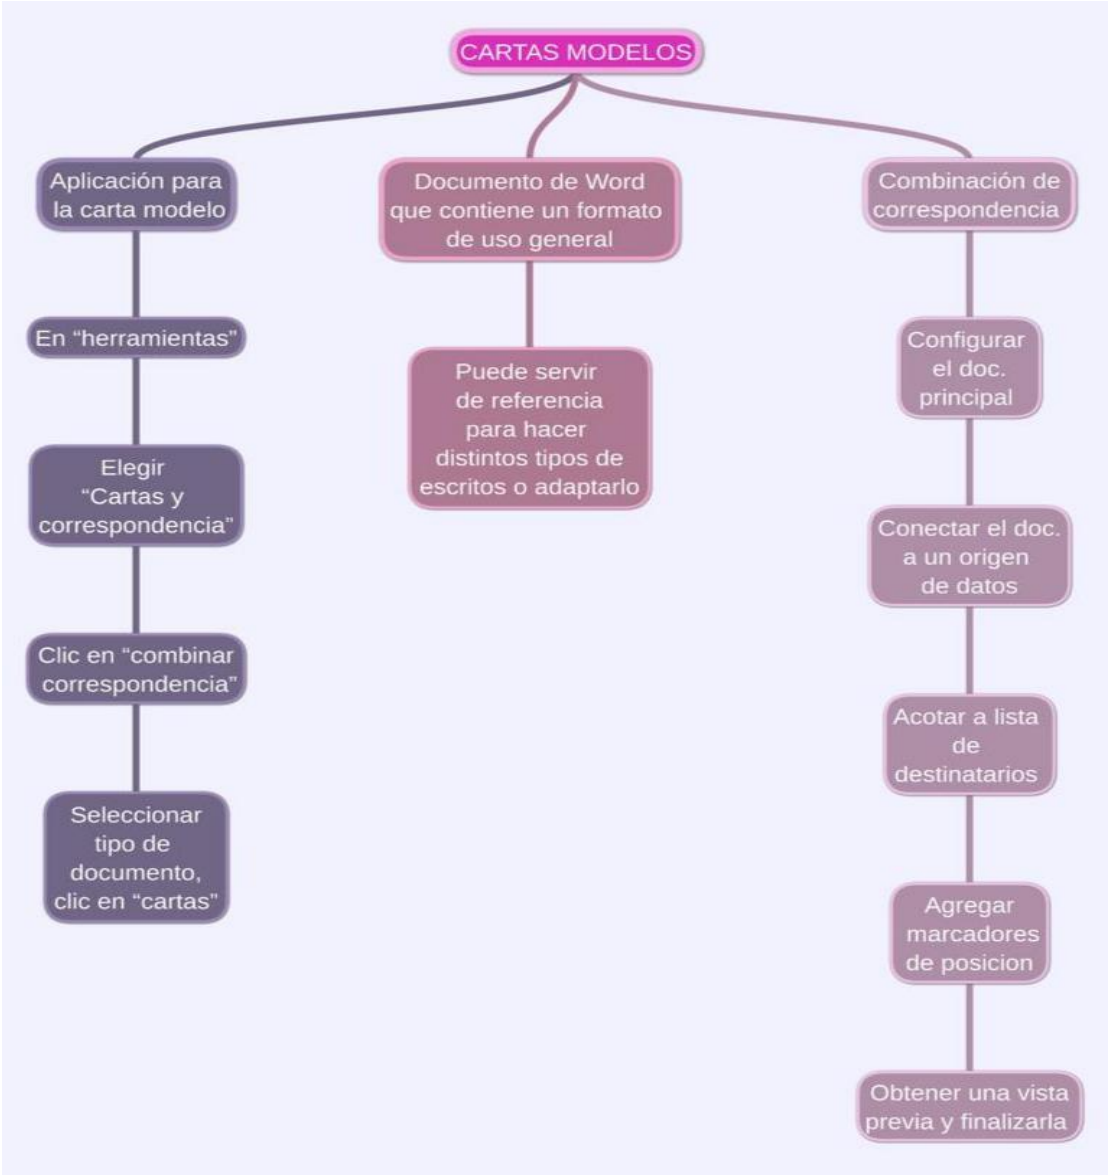 CARTAS MODELOS
Aplicación para
la carta modelo
En “herramientas”
Elegir
“Cartas y
correspondencia”
Clic en “combinar
correspondencia”
Seleccionar
tipo de
documento,
clic en “cartas”
Documento de Word
que contiene un formato
de uso general
Puede servir
de referencia
para hacer
distintos tipos de
escritos o adaptarlo
Combinación de
correspondencia
Configurar
el doc.
principal
Conectar el doc.
a un origen
de datos
Acotar a lista
de
destinatarios
Agregar
marcadores
de posicion
Obtener una vista
previa y finalizarla